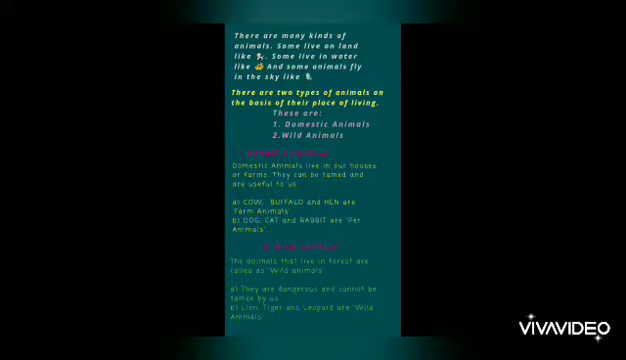 There are many kinds of
animals. Some live on land
like 🐩. Some live in water
like 🐠 And some animals fly
in the sky like 🦜
There are two types of animals on
the basis of their place of living.
These are:
1. Domestic Animals
2.Wild Animals
Domestic Animals live in our houses
or farms. They can be tamed and
are useful to us.
a) COW, BUFFALO and HEN are
'Farm Animals'
b) DOG, CAT and RABBIT are 'Pet
Animals'.
The animals that live in forest are
called as 'Wild animals'
a) They are dangerous and cannot be
tamed by us.
b) Lion, Tiger and Leopard are 'Wild
Animals'
VIVAVIDEO